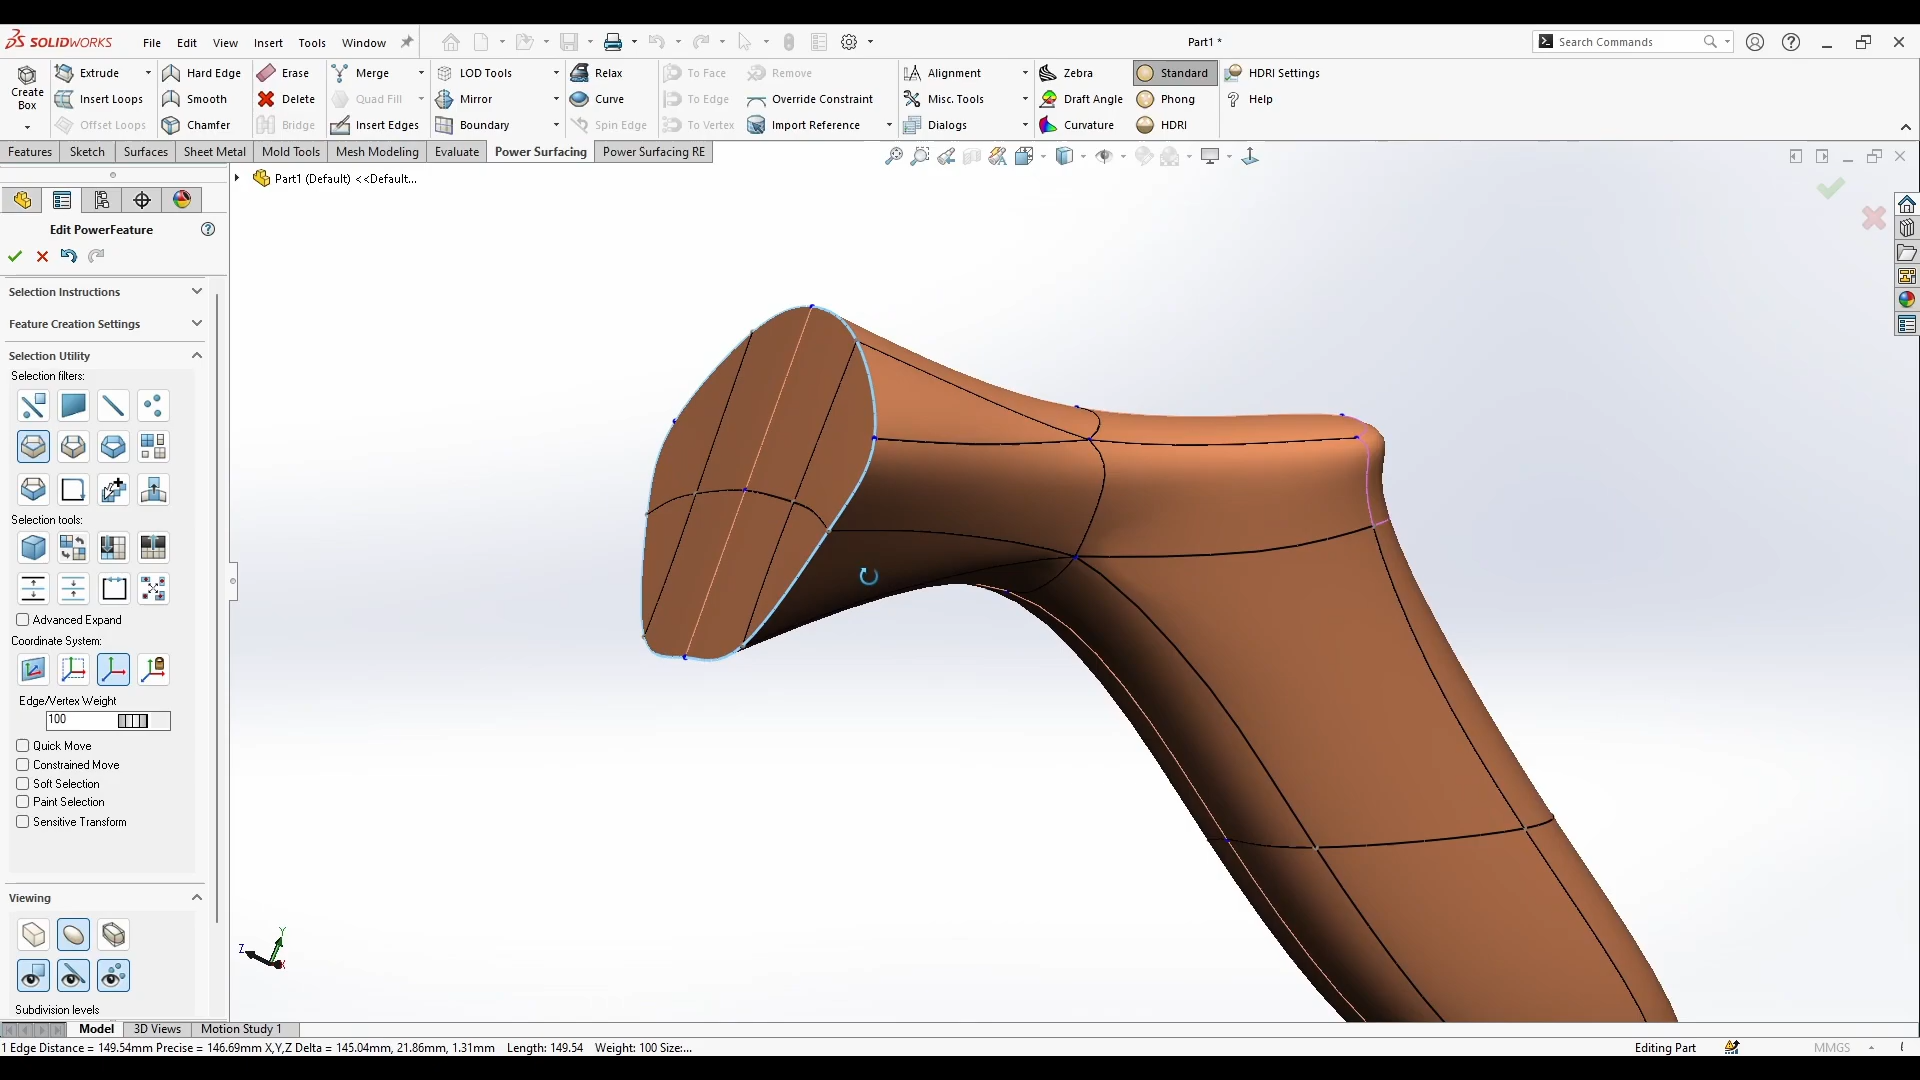 SOLIDWORKS File Edit View Insert Tools Window Part1 * Search Commands
Extrude Hard Edge Erase Merge LOD Tools Relax To Face Remove Alignment Zebra Standard HDRI Settings
Create Box Insert Loops Smooth Delete Quad Fill Mirror Curve To Edge Override Constraint Misc. Tools Draft Angle Phong Help
Offset Loops Chamfer Bridge Insert Edges Boundary Spin Edge To Vertex Import Reference Dialogs Curvature HDRI
Features Sketch Surfaces Sheet Metal Mold Tools Mesh Modeling Evaluate Power Surfacing Power Surfacing RE
Part1 (Default) <<Default...
Edit PowerFeature
Selection Instructions
Feature Creation Settings
Selection Utility
Selection filters:
Selection tools:
Advanced Expand
Coordinate System:
Edge/Vertex Weight
100
Quick Move
Constrained Move
Soft Selection
Paint Selection
Sensitive Transform
Viewing
Y
Z
X
Subdivision levels
Model 3D Views Motion Study 1
1 Edge Distance = 149.54mm Precise = 146.69mm X,Y,Z Delta = 145.04mm, 21.86mm, 1.31mm Length: 149.54 Weight: 100 Size:... Editing Part MMGS